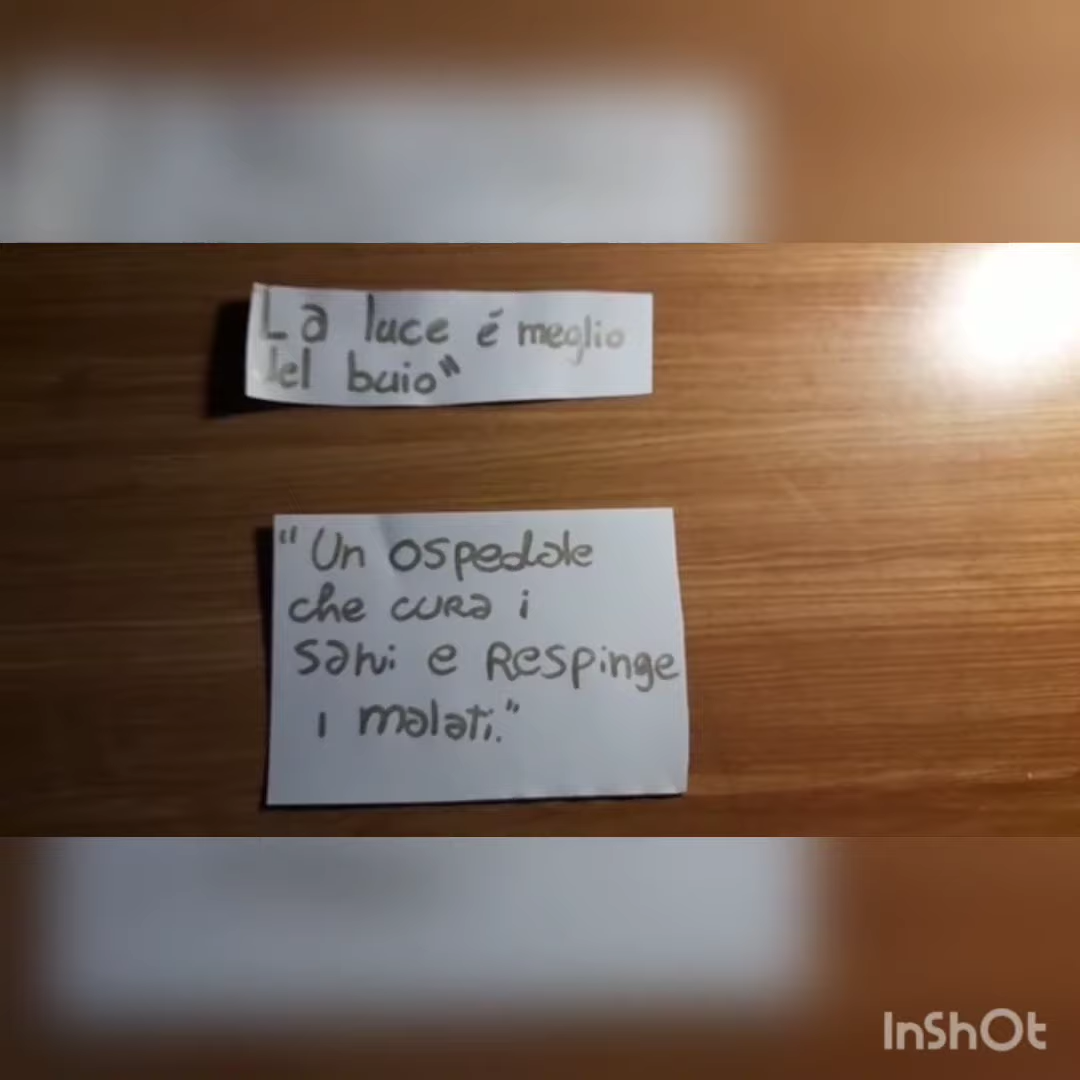 La luce é meglio
del buio"
"Un ospedale
che cura i
sani e Respinge
i malati."
InShOt